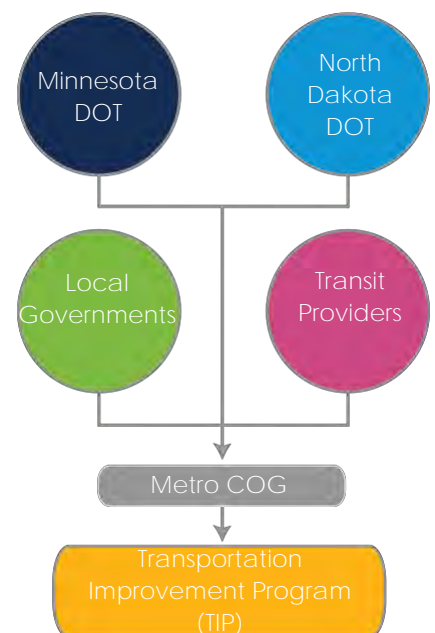 Minnesota
DOT
North
Dakota
DOT
Local
Governments
Transit
Providers
Metro COG
Transportation
Improvement Program
(TIP)